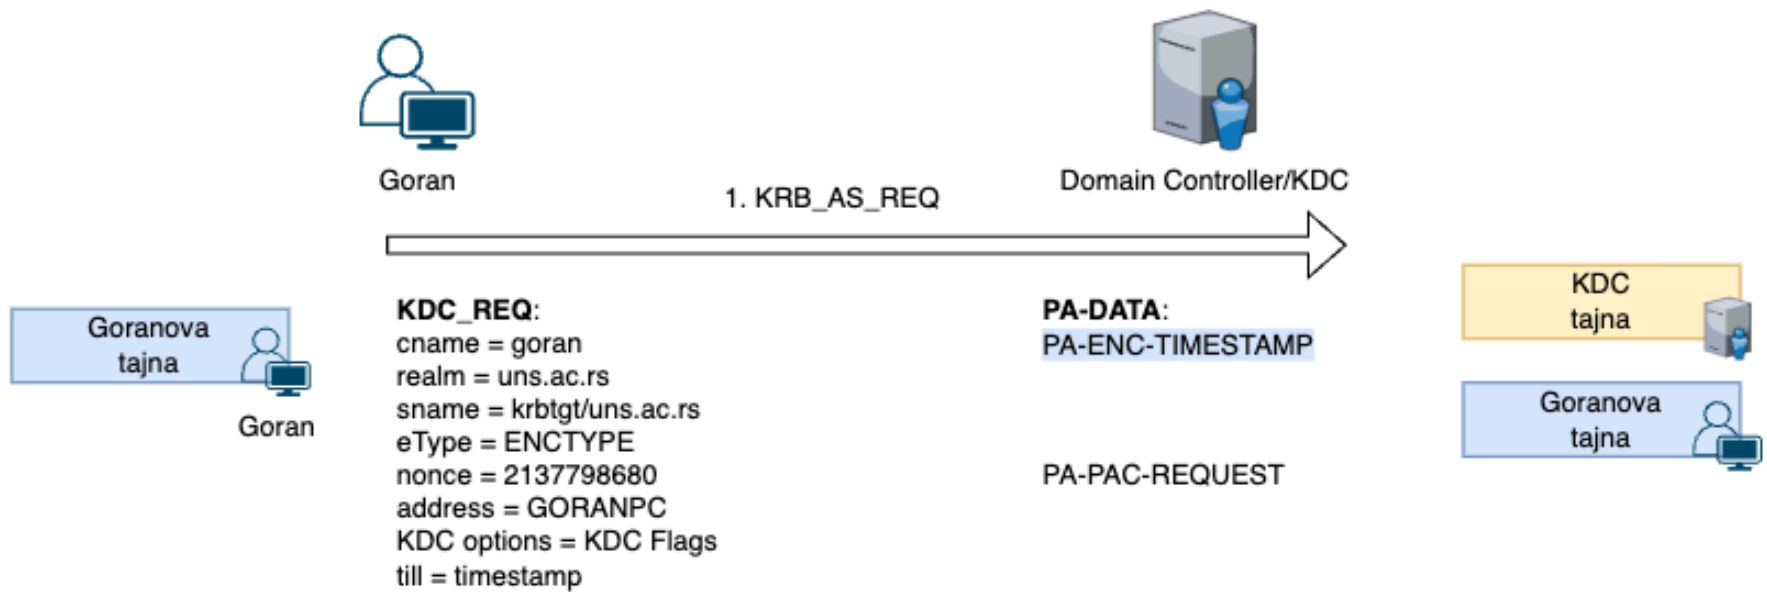 Goran
Domain Controller/KDC
1. KRB_AS_REQ
Goranova
tajna
Goran
KDC_REQ:
cname = goran
realm = uns.ac.rs
sname = krbtgt/uns.ac.rs
eType = ENCTYPE
nonce = 2137798680
address = GORANPC
KDC options = KDC Flags
till = timestamp
PA-DATA:
PA-ENC-TIMESTAMP
PA-PAC-REQUEST
KDC
tajna
Goranova
tajna